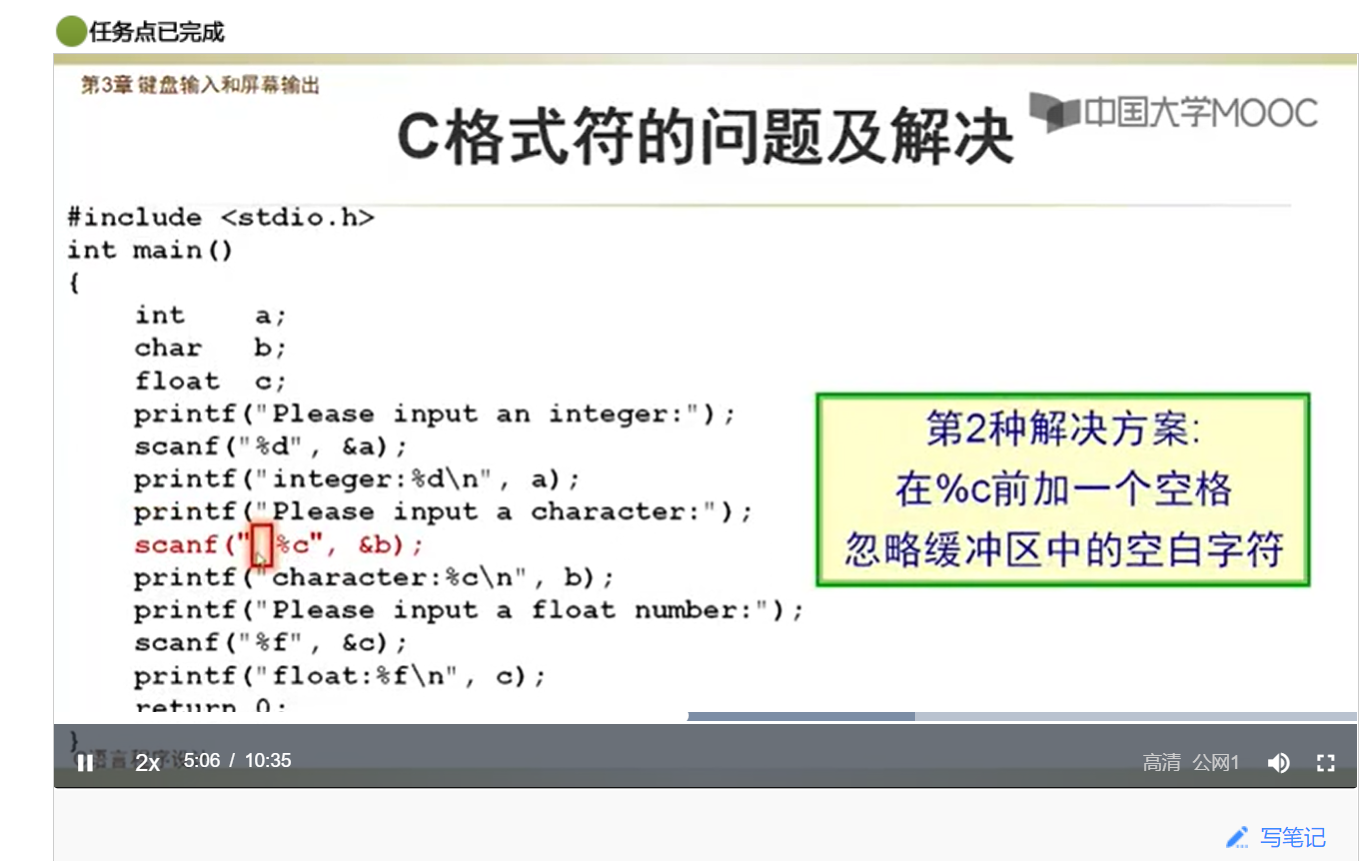 任务点已完成
第3章 键盘输入和屏幕输出
C格式符的问题及解决
中国大学MOOC
#include <stdio.h>
int main()
{
int a;
char b;
float c;
printf("Please input an integer:");
scanf("%d", &a);
printf("integer:%d\n", a);
printf("Please input a character:");
scanf(" %c", &b);
printf("character:%c\n", b);
printf("Please input a float number:");
scanf("%f", &c);
printf("float:%f\n", c);
return 0;
}
第2种解决方案:
在%c前加一个空格
忽略缓冲区中的空白字符
2x 5:06 / 10:35 高清 公网1
写笔记